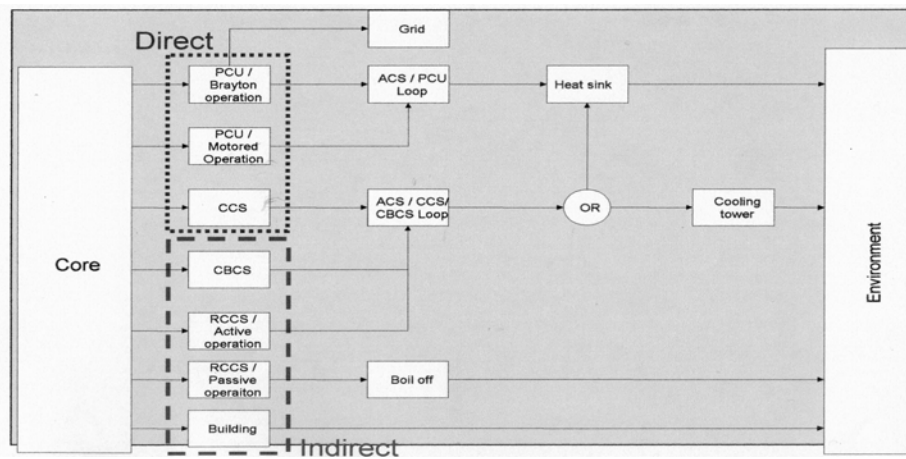 Direct
Grid
PCU /
Brayton
operation
ACS / PCU
Loop
Heat sink
PCU /
Motored
Operation
CCS
ACS / CCS/
CBCS Loop
OR
Cooling
tower
Core
Environment
CBCS
RCCS /
Active
operation
RCCS /
Passive
operaiton
Boil off
Building
Indirect